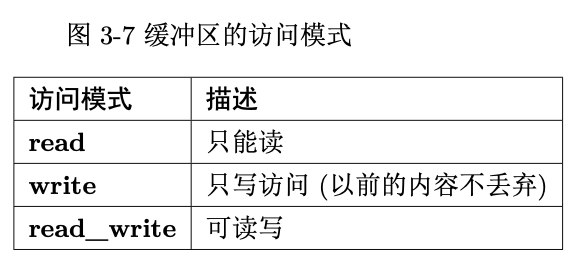 图 3-7 缓冲区的访问模式
访问模式 描述
read 只能读
write 只写访问 (以前的内容不丢弃)
read_write 可读写